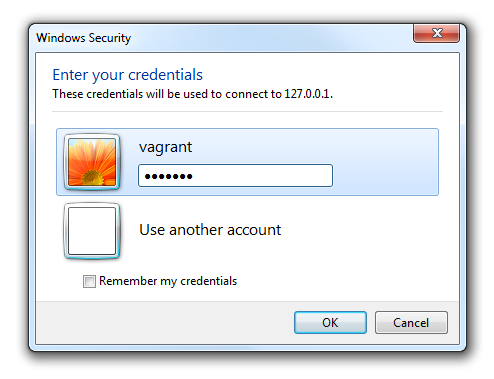 Windows Security
Enter your credentials
These credentials will be used to connect to 127.0.0.1.
vagrant
•••••••
Use another account
Remember my credentials
OK
Cancel